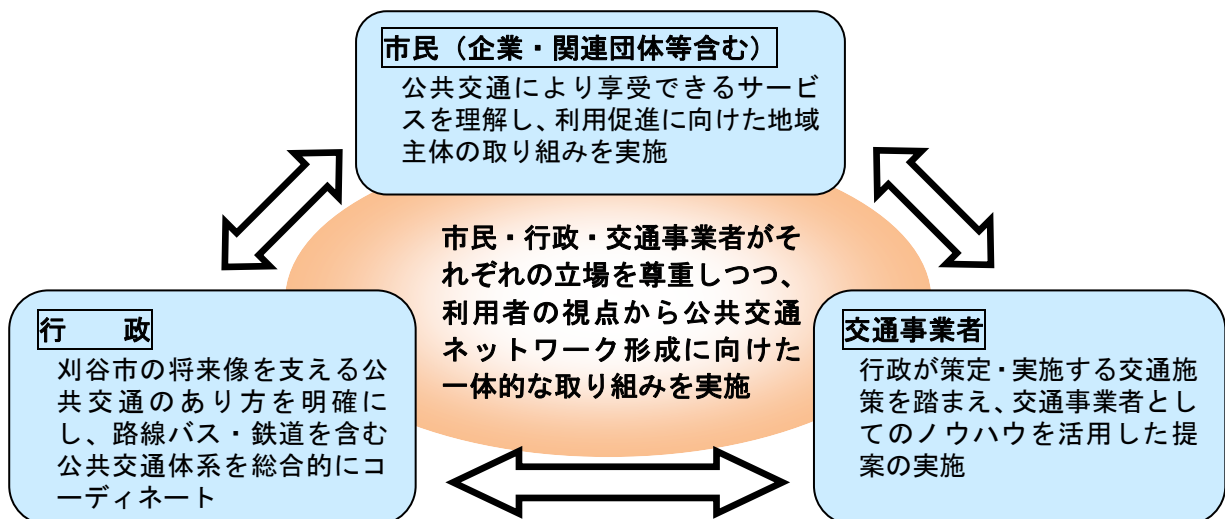 市民（企業・関連団体等含む）
公共交通により享受できるサービ
スを理解し、利用促進に向けた地域
主体の取り組みを実施
市民・行政・交通事業者がそ
れぞれの立場を尊重しつつ、
利用者の視点から公共交通
ネットワーク形成に向けた
一体的な取り組みを実施
行　　政
刈谷市の将来像を支える公
共交通のあり方を明確に
し、路線バス・鉄道を含む
公共交通体系を総合的にコ
ーディネート
交通事業者
行政が策定・実施する交通施
策を踏まえ、交通事業者とし
てのノウハウを活用した提
案の実施